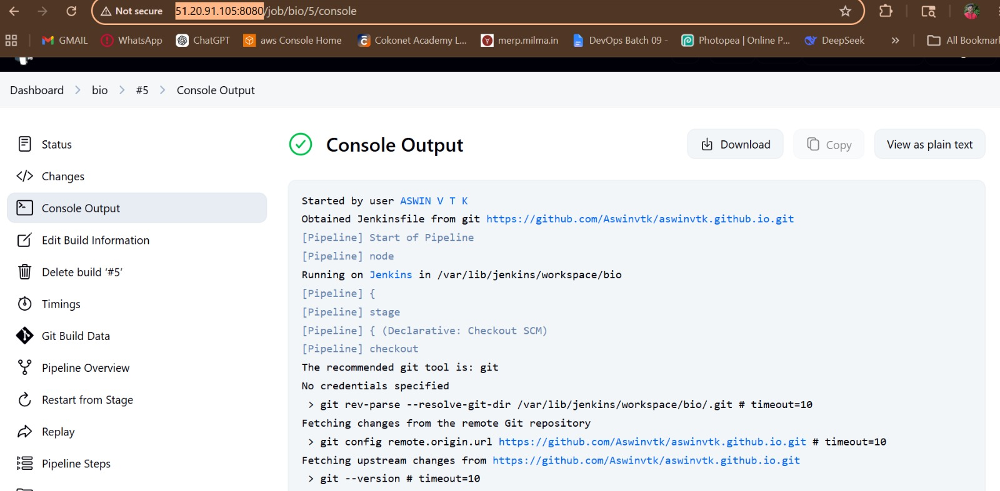 Not secure 51.20.91.105:8080/job/bio/5/console
GMAIL WhatsApp ChatGPT aws Console Home Cokonet Academy L... merp.milma.in DevOps Batch 09 - Photopea | Online P... DeepSeek » All Bookmar
Dashboard > bio > #5 > Console Output
Status
Changes
Console Output
Edit Build Information
Delete build ‘#5’
Timings
Git Build Data
Pipeline Overview
Restart from Stage
Replay
Pipeline Steps
Console Output
Download Copy View as plain text
Started by user ASWIN V T K
Obtained Jenkinsfile from git https://github.com/Aswinvtk/aswinvtk.github.io.git
[Pipeline] Start of Pipeline
[Pipeline] node
Running on Jenkins in /var/lib/jenkins/workspace/bio
[Pipeline] {
[Pipeline] stage
[Pipeline] { (Declarative: Checkout SCM)
[Pipeline] checkout
The recommended git tool is: git
No credentials specified
> git rev-parse --resolve-git-dir /var/lib/jenkins/workspace/bio/.git # timeout=10
Fetching changes from the remote Git repository
> git config remote.origin.url https://github.com/Aswinvtk/aswinvtk.github.io.git # timeout=10
Fetching upstream changes from https://github.com/Aswinvtk/aswinvtk.github.io.git
> git --version # timeout=10